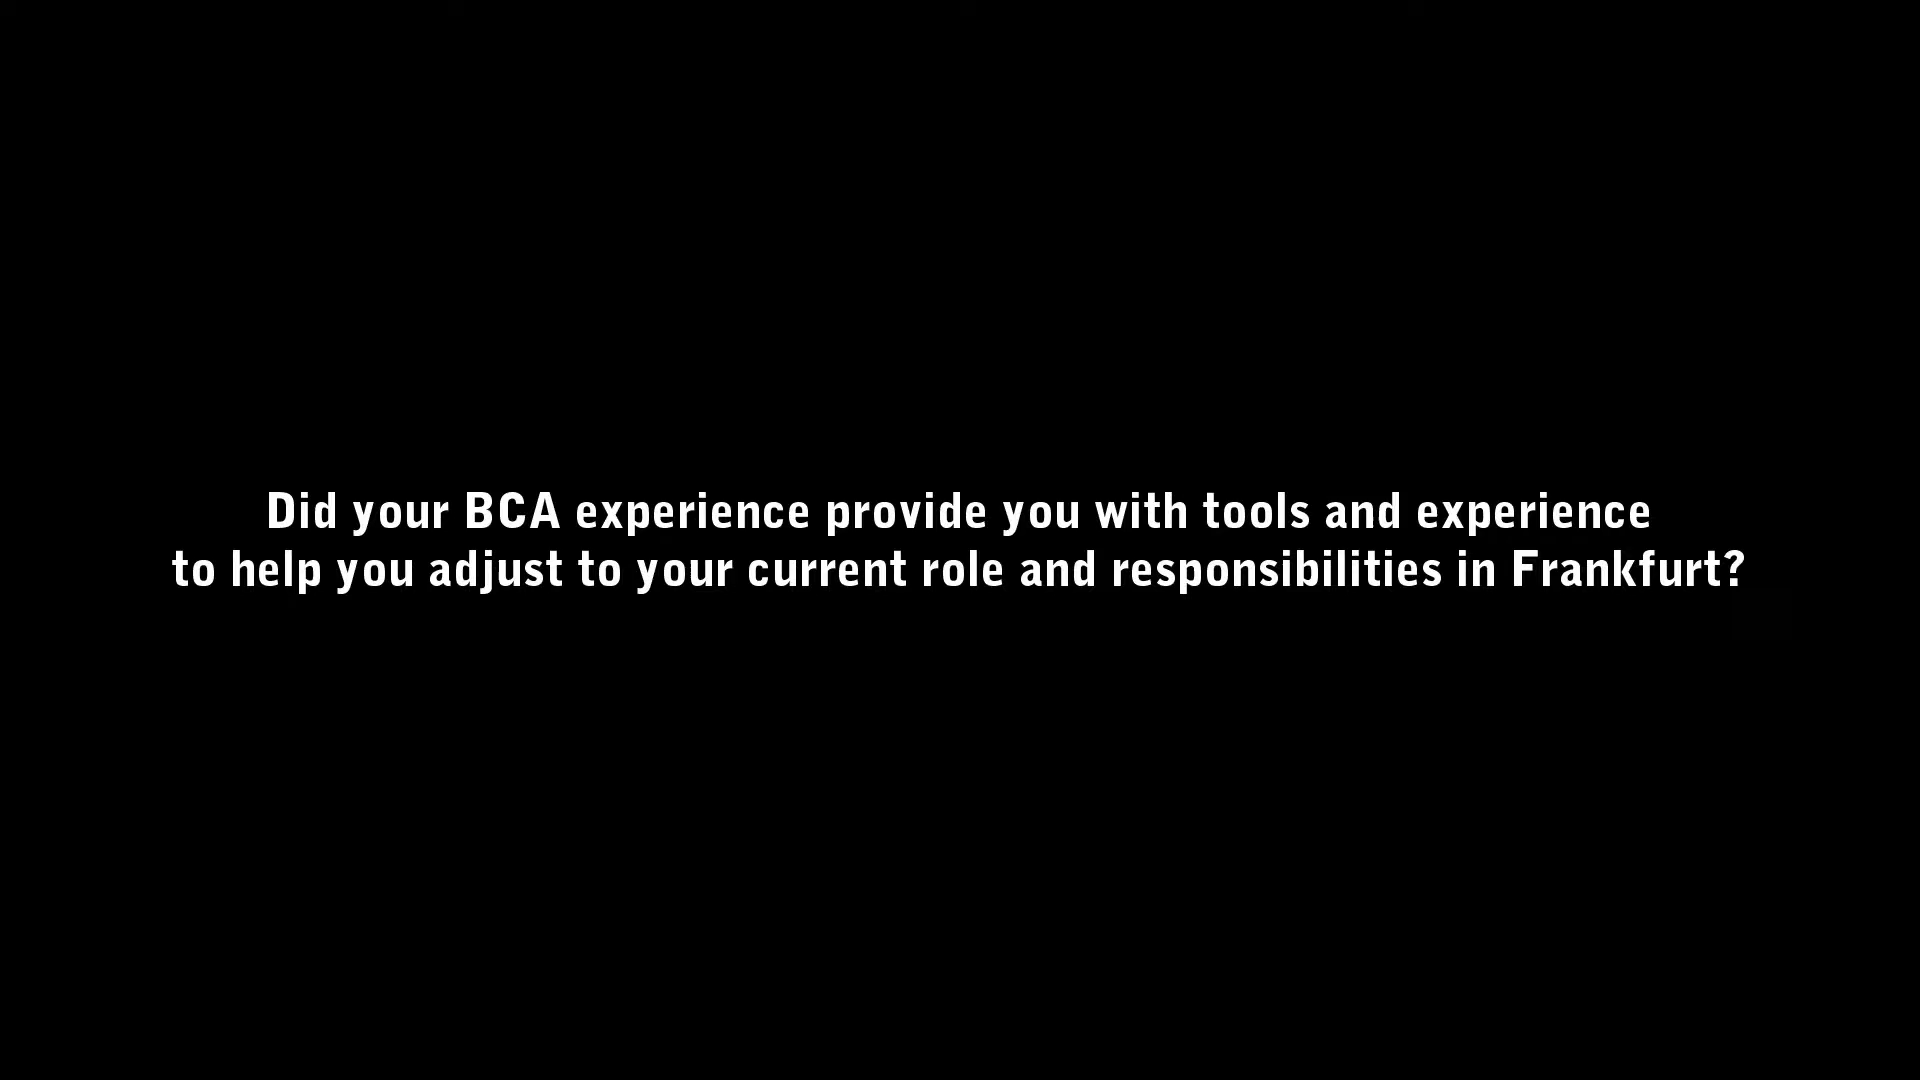 Did your BCA experience provide you with tools and experience
to help you adjust to your current role and responsibilities in Frankfurt?